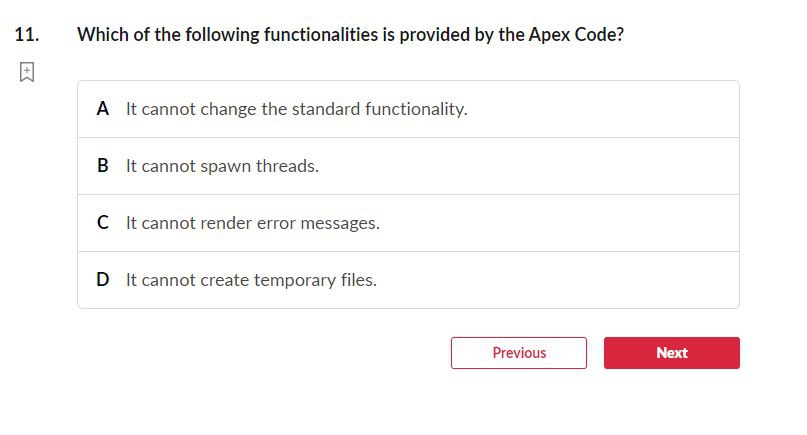 11. Which of the following functionalities is provided by the Apex Code?
A It cannot change the standard functionality.
B It cannot spawn threads.
C It cannot render error messages.
D It cannot create temporary files.
Previous Next